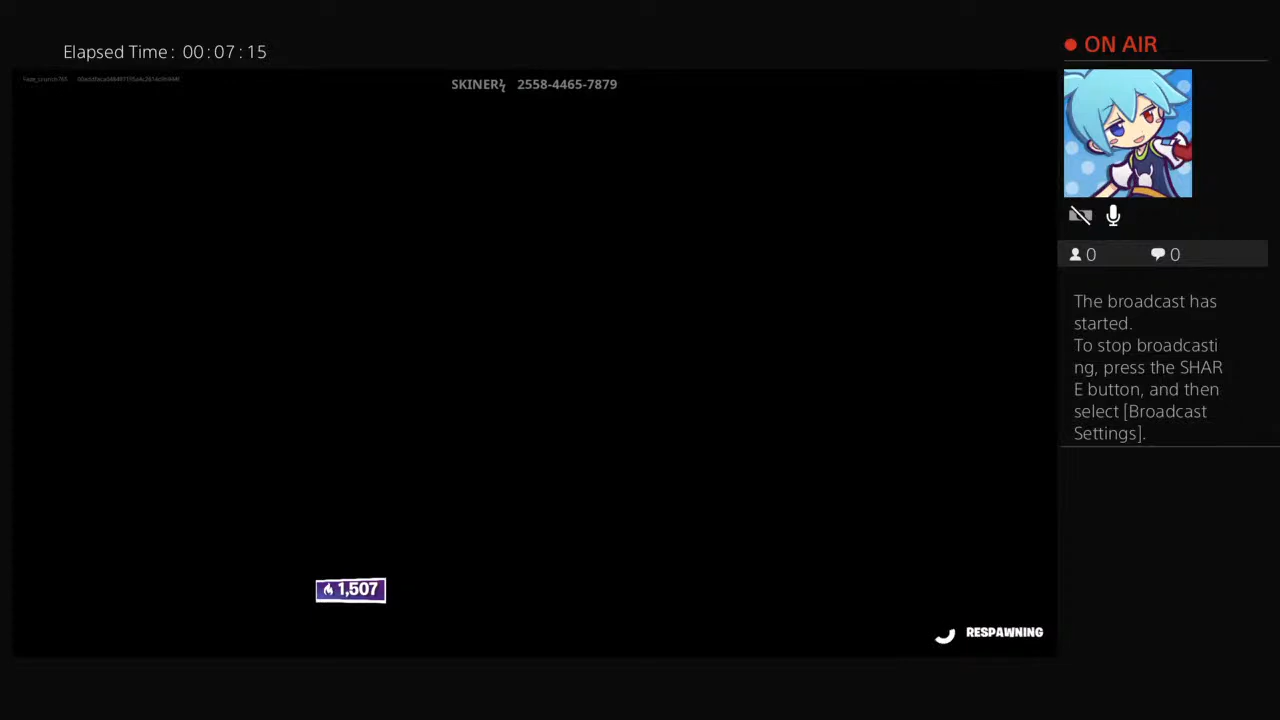 Elapsed Time: 00:07:15
ON AIR
SKINER 2558-4465-7879
0 0
The broadcast has
started.
To stop broadcasti
ng, press the SHAR
E button, and then
select [Broadcast
Settings].
1,507
RESPAWNING